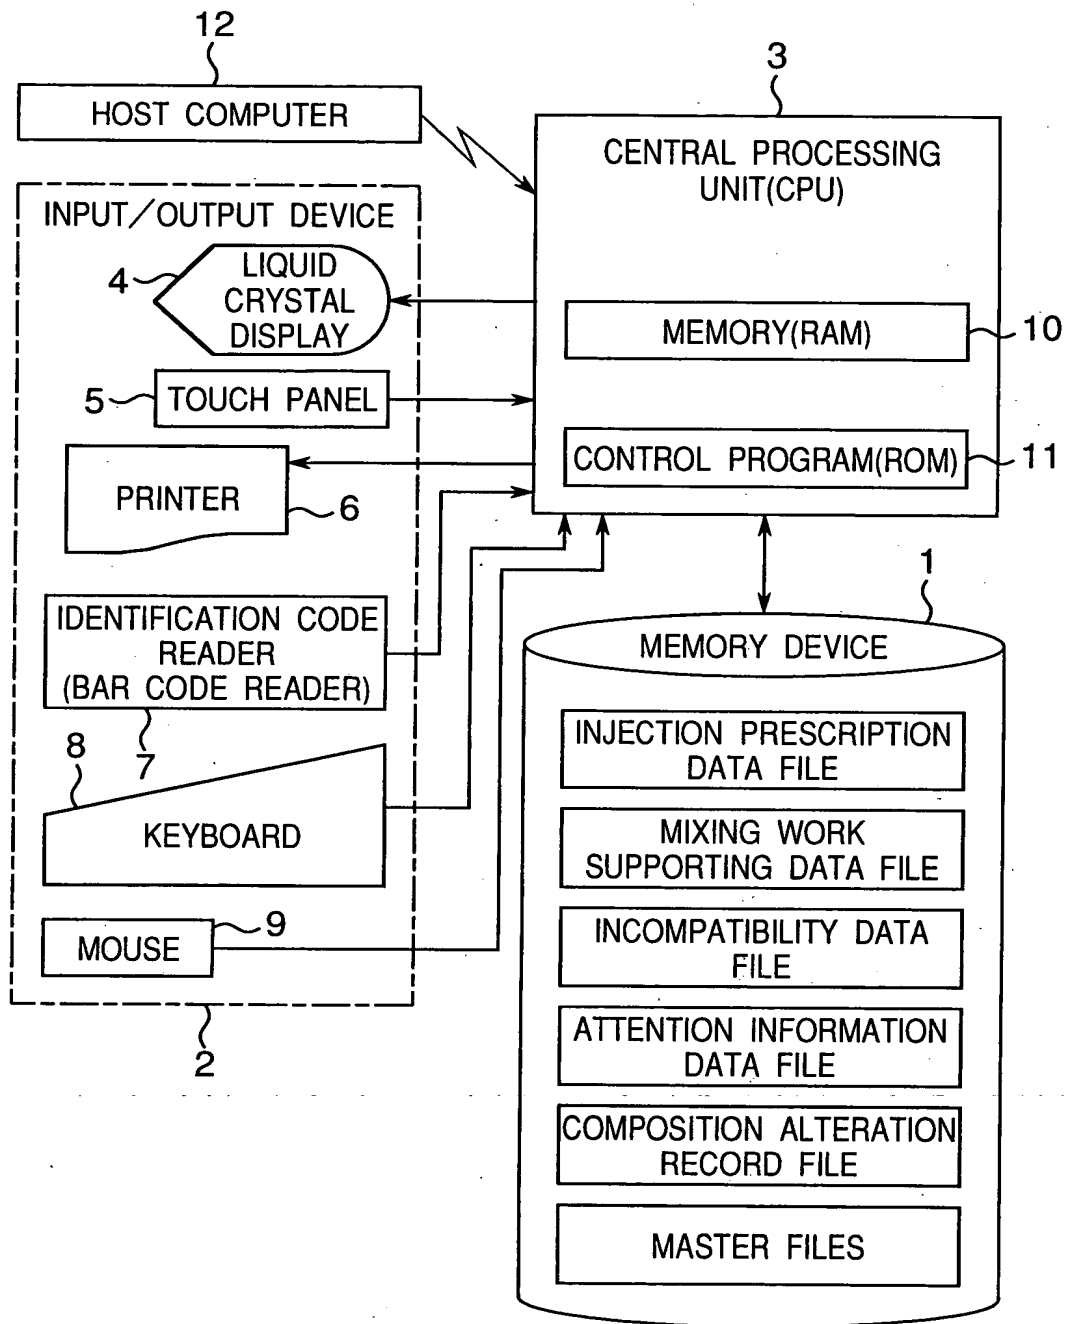 12
HOST COMPUTER
3
CENTRAL PROCESSING
UNIT(CPU)
MEMORY(RAM)
10
CONTROL PROGRAM(ROM)
11
INPUT/OUTPUT DEVICE
4
LIQUID
CRYSTAL
DISPLAY
5
TOUCH PANEL
PRINTER
6
IDENTIFICATION CODE
READER
(BAR CODE READER)
7
8
KEYBOARD
MOUSE
9
2
1
MEMORY DEVICE
INJECTION PRESCRIPTION
DATA FILE
MIXING WORK
SUPPORTING DATA FILE
INCOMPATIBILITY DATA
FILE
ATTENTION INFORMATION
DATA FILE
COMPOSITION ALTERATION
RECORD FILE
MASTER FILES